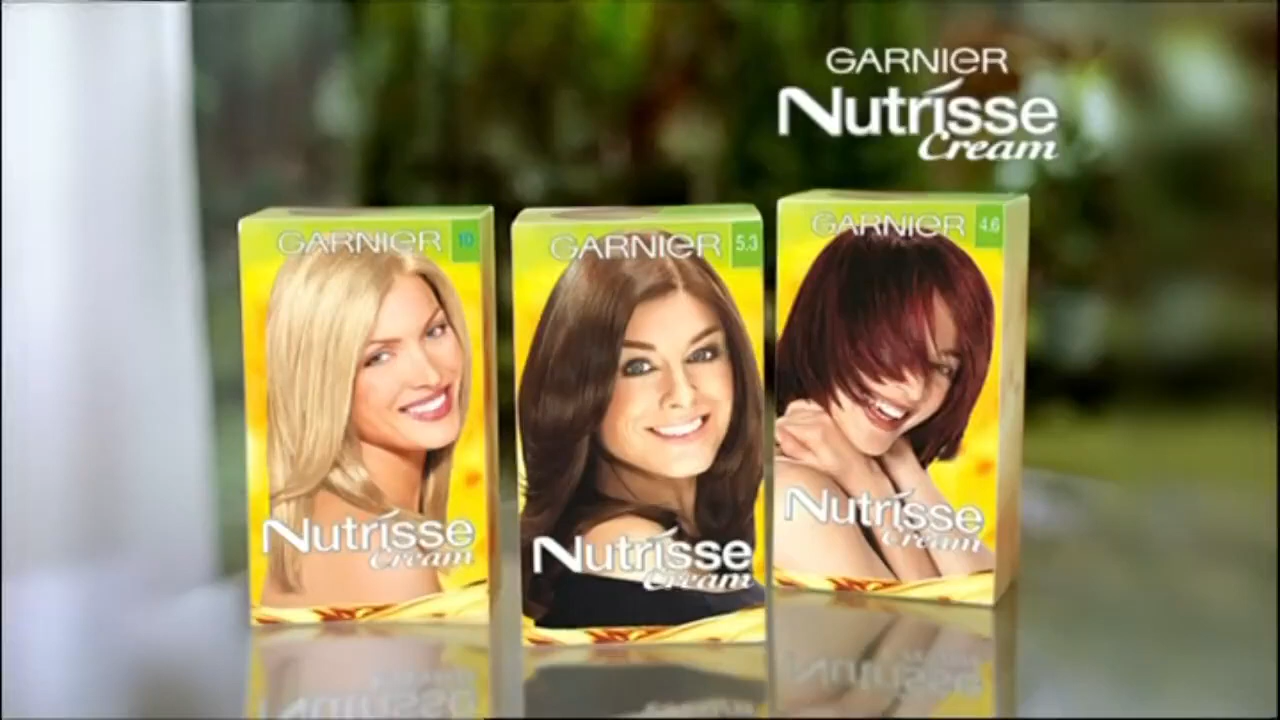 GARNIER
Nutrisse
Cream
GARNIER 10
Nutrisse
Cream
GARNIER 5.3
Nutrisse
Cream
GARNIER 4.6
Nutrisse
Cream